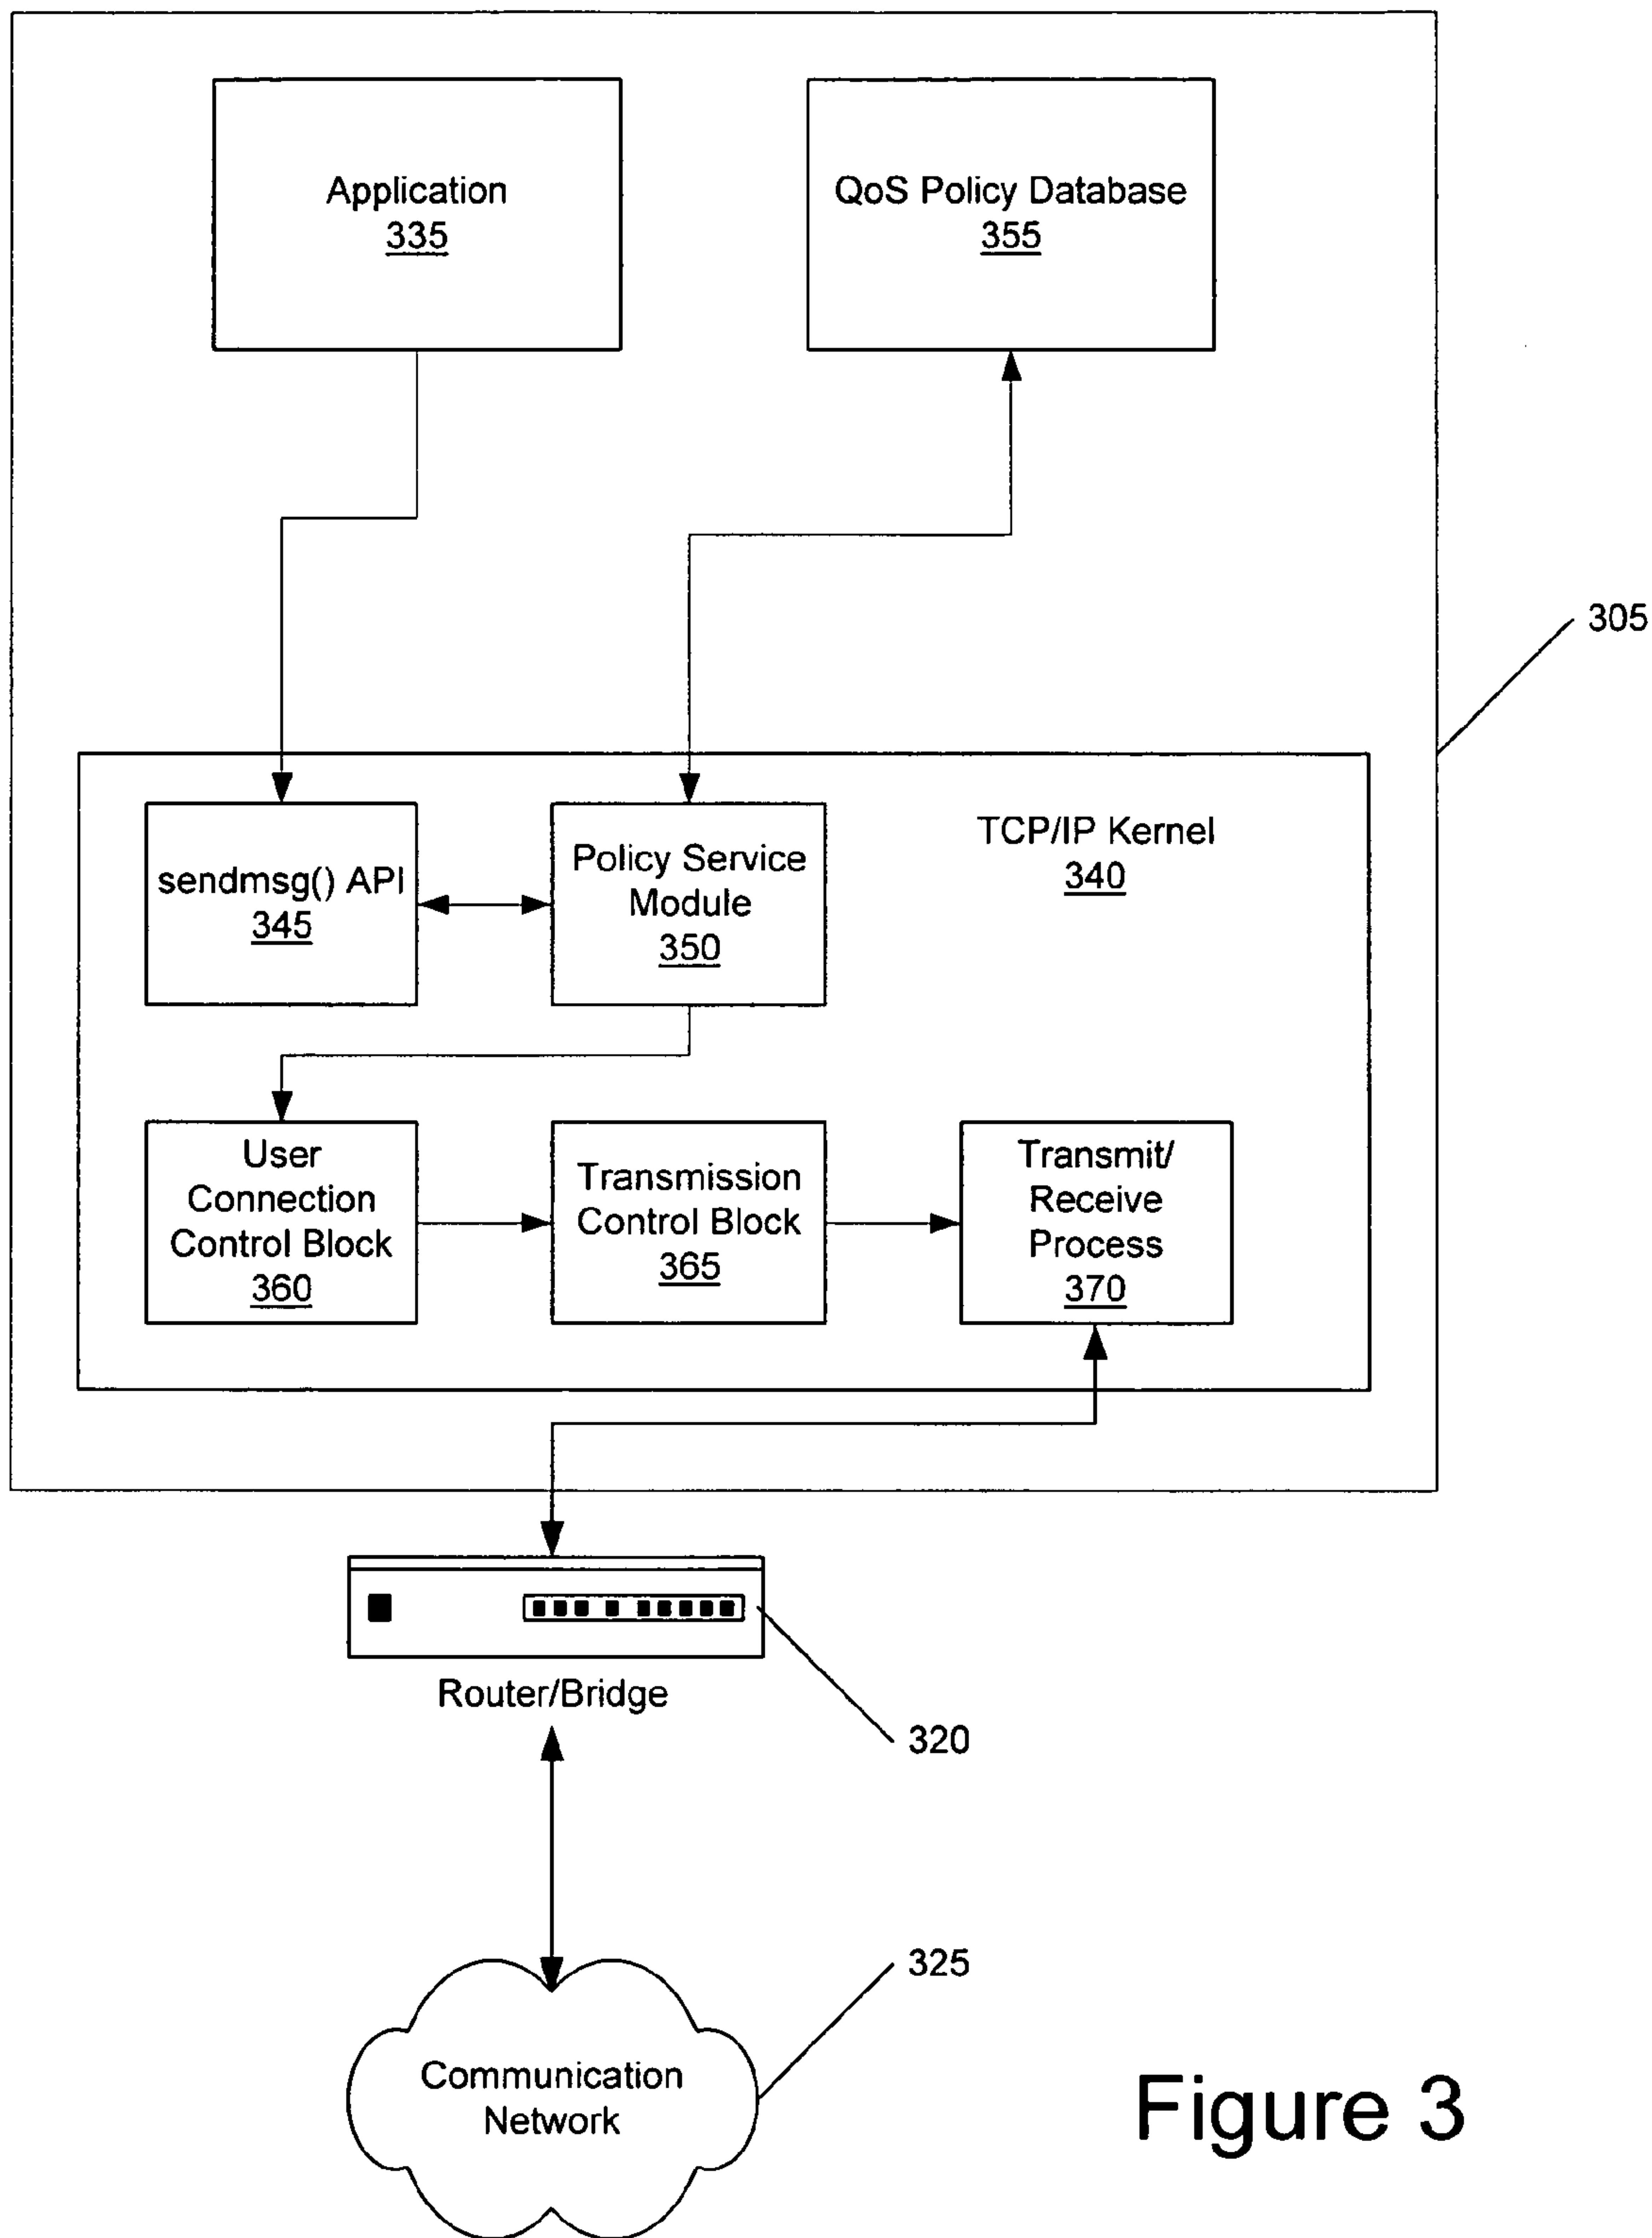 Application
335
QoS Policy Database
355
305
sendmsg() API
345
Policy Service
Module
350
TCP/IP Kernel
340
User
Connection
Control Block
360
Transmission
Control Block
365
Transmit/
Receive
Process
370
Router/Bridge
320
325
Communication
Network
Figure 3